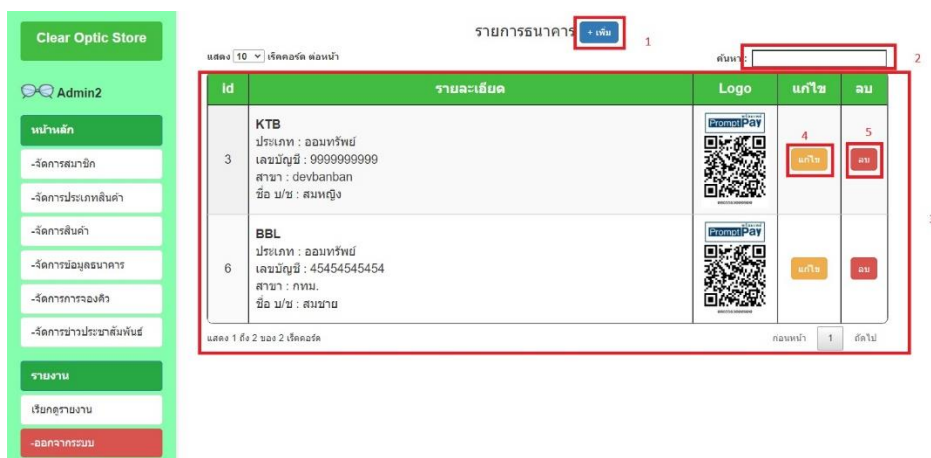 Clear Optic Store
Admin2
หน้าหลัก
-จัดการสมาชิก
-จัดการประเภทสินค้า
-จัดการสินค้า
-จัดการข้อมูลธนาคาร
-จัดการการจองคิว
-จัดการข่าวประชาสัมพันธ์
รายงาน
เรียกดูรายงาน
-ออกจากระบบ
รายการธนาคาร + เพิ่ม 1
แสดง 10 เร็คคอร์ด ต่อหน้า ค้นหา : 2
id รายละเอียด Logo แก้ไข ลบ
KTB
ประเภท : ออมทรัพย์
เลขบัญชี : 9999999999
สาขา : devbanban
ชื่อ บ/ช : สมหญิง
3 PromptPay 4 แก้ไข 5 ลบ
BBL
ประเภท : ออมทรัพย์
เลขบัญชี : 45454545454
สาขา : กทม.
ชื่อ บ/ช : สมชาย
6 PromptPay แก้ไข ลบ
แสดง 1 ถึง 2 ของ 2 เร็คคอร์ด ก่อนหน้า 1 ถัดไป